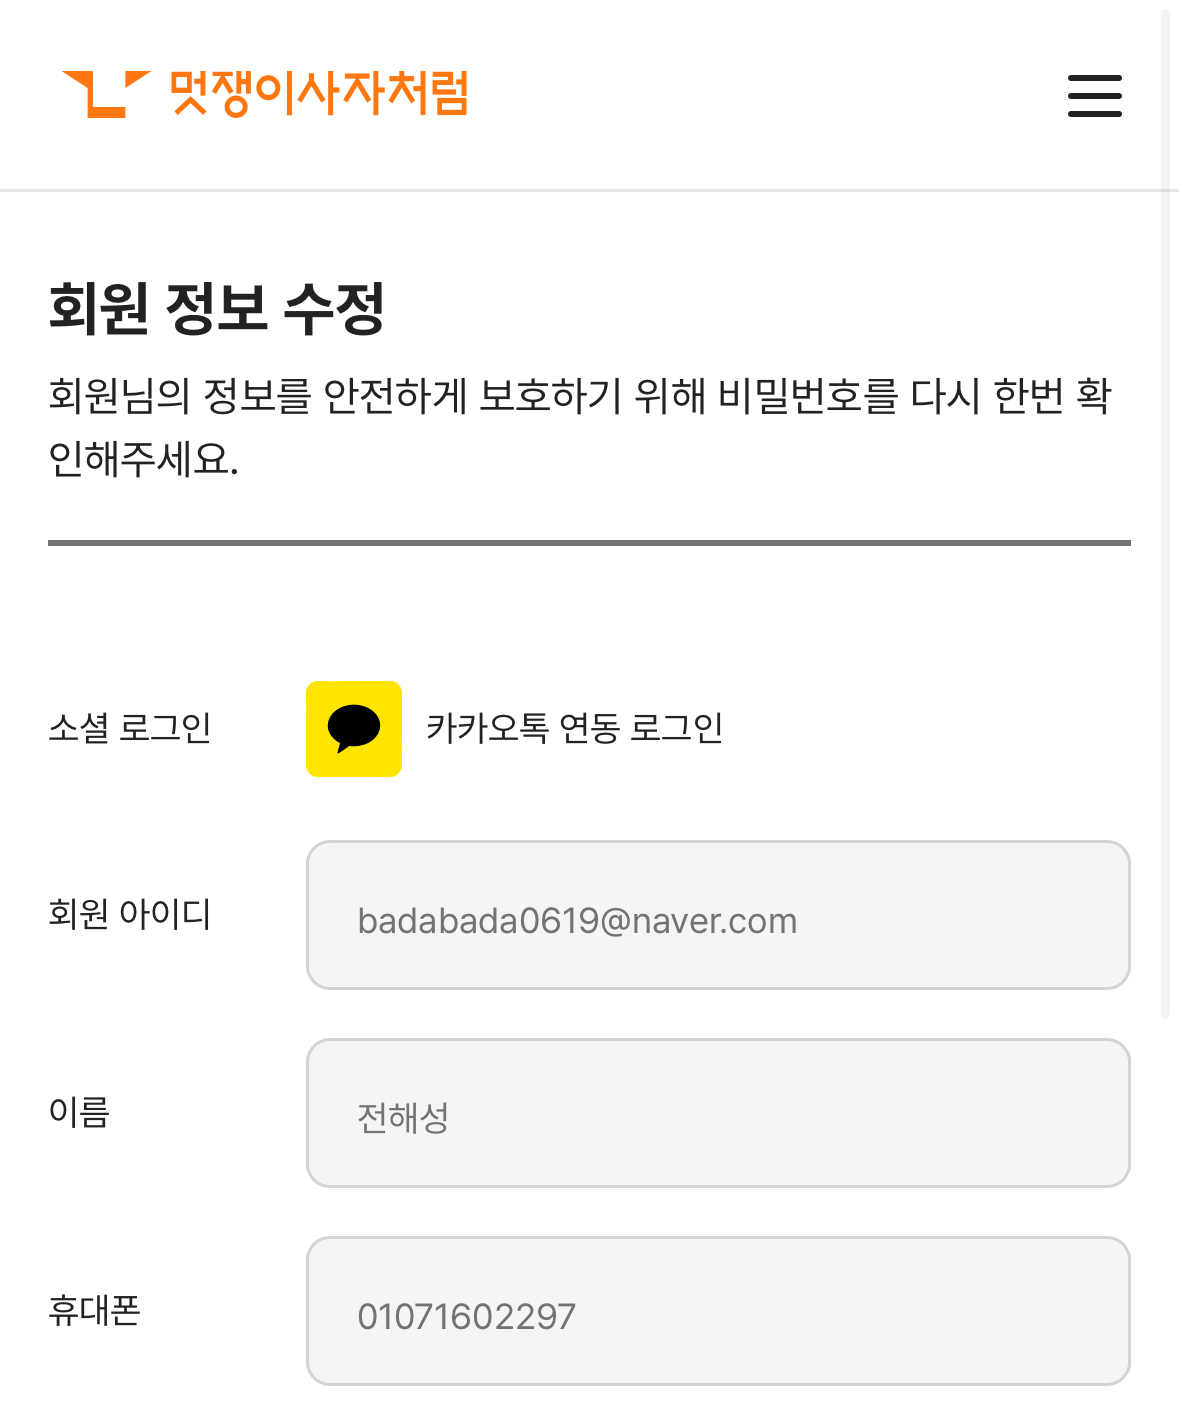 멋쟁이사자처럼
회원 정보 수정
회원님의 정보를 안전하게 보호하기 위해 비밀번호를 다시 한번 확
인해주세요.
소셜 로그인
카카오톡 연동 로그인
회원 아이디
badabada0619@naver.com
이름
전해성
휴대폰
01071602297